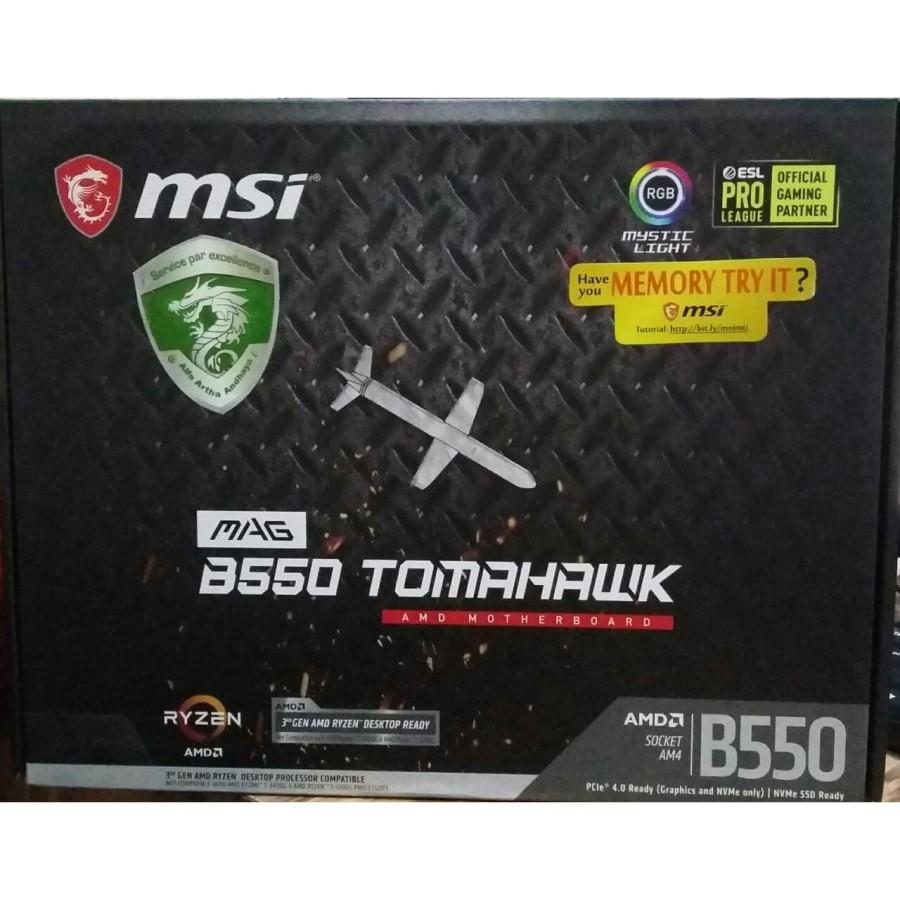 msi®
RGB
MYSTIC
LIGHT
ESL
PRO
LEAGUE
OFFICIAL
GAMING
PARTNER
Service par excellence
Alfa Artha Andhaya
Have
you
MEMORY TRY IT?
msi
Tutorial: http://bit.ly/msimti
MAG
B550 TOMAHAWK
AMD MOTHERBOARD
RYZEN
AMD
AMD
3RD GEN AMD RYZEN™ DESKTOP READY
AMD
SOCKET
AM4
B550
3RD GEN AMD RYZEN DESKTOP PROCESSOR COMPATIBLE
PCIe® 4.0 Ready (Graphics and NVMe only) | NVMe SSD Ready